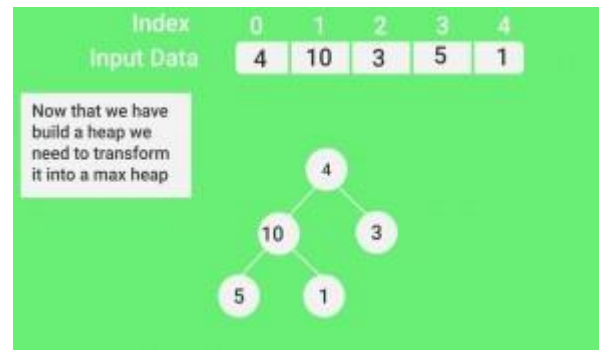 Index 0 1 2 3 4
Input Data 4 10 3 5 1
Now that we have
build a heap we
need to transform
it into a max heap
4
10 3
5 1